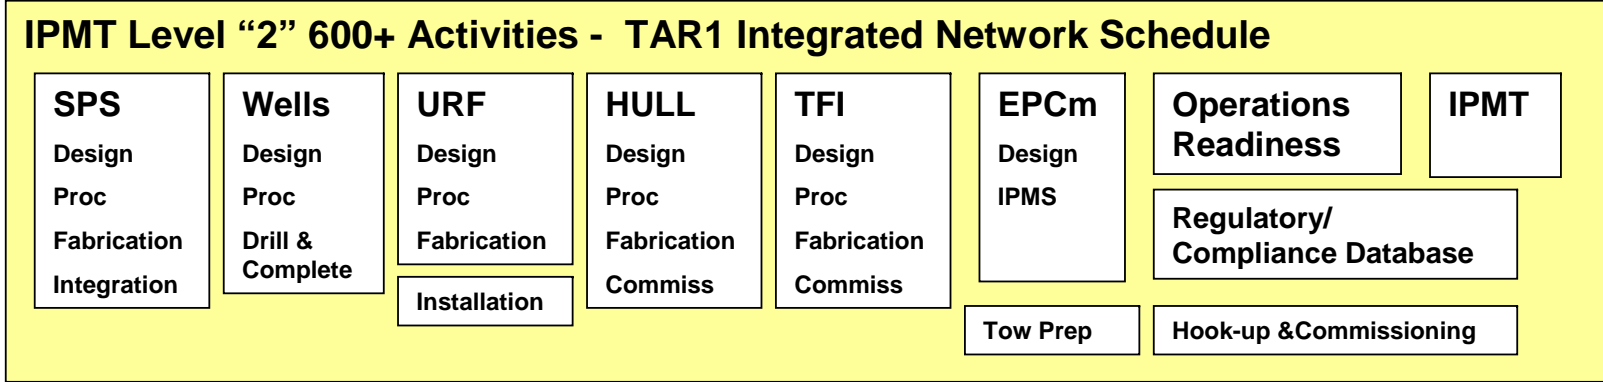 IPMT Level “2” 600+ Activities - TAR1 Integrated Network Schedule
SPS
Design
Proc
Fabrication
Integration
Wells
Design
Proc
Drill &
Complete
URF
Design
Proc
Fabrication
Installation
HULL
Design
Proc
Fabrication
Commiss
TFI
Design
Proc
Fabrication
Commiss
EPCm
Design
IPMS
Tow Prep
Operations
Readiness
IPMT
Regulatory/
Compliance Database
Hook-up &Commissioning